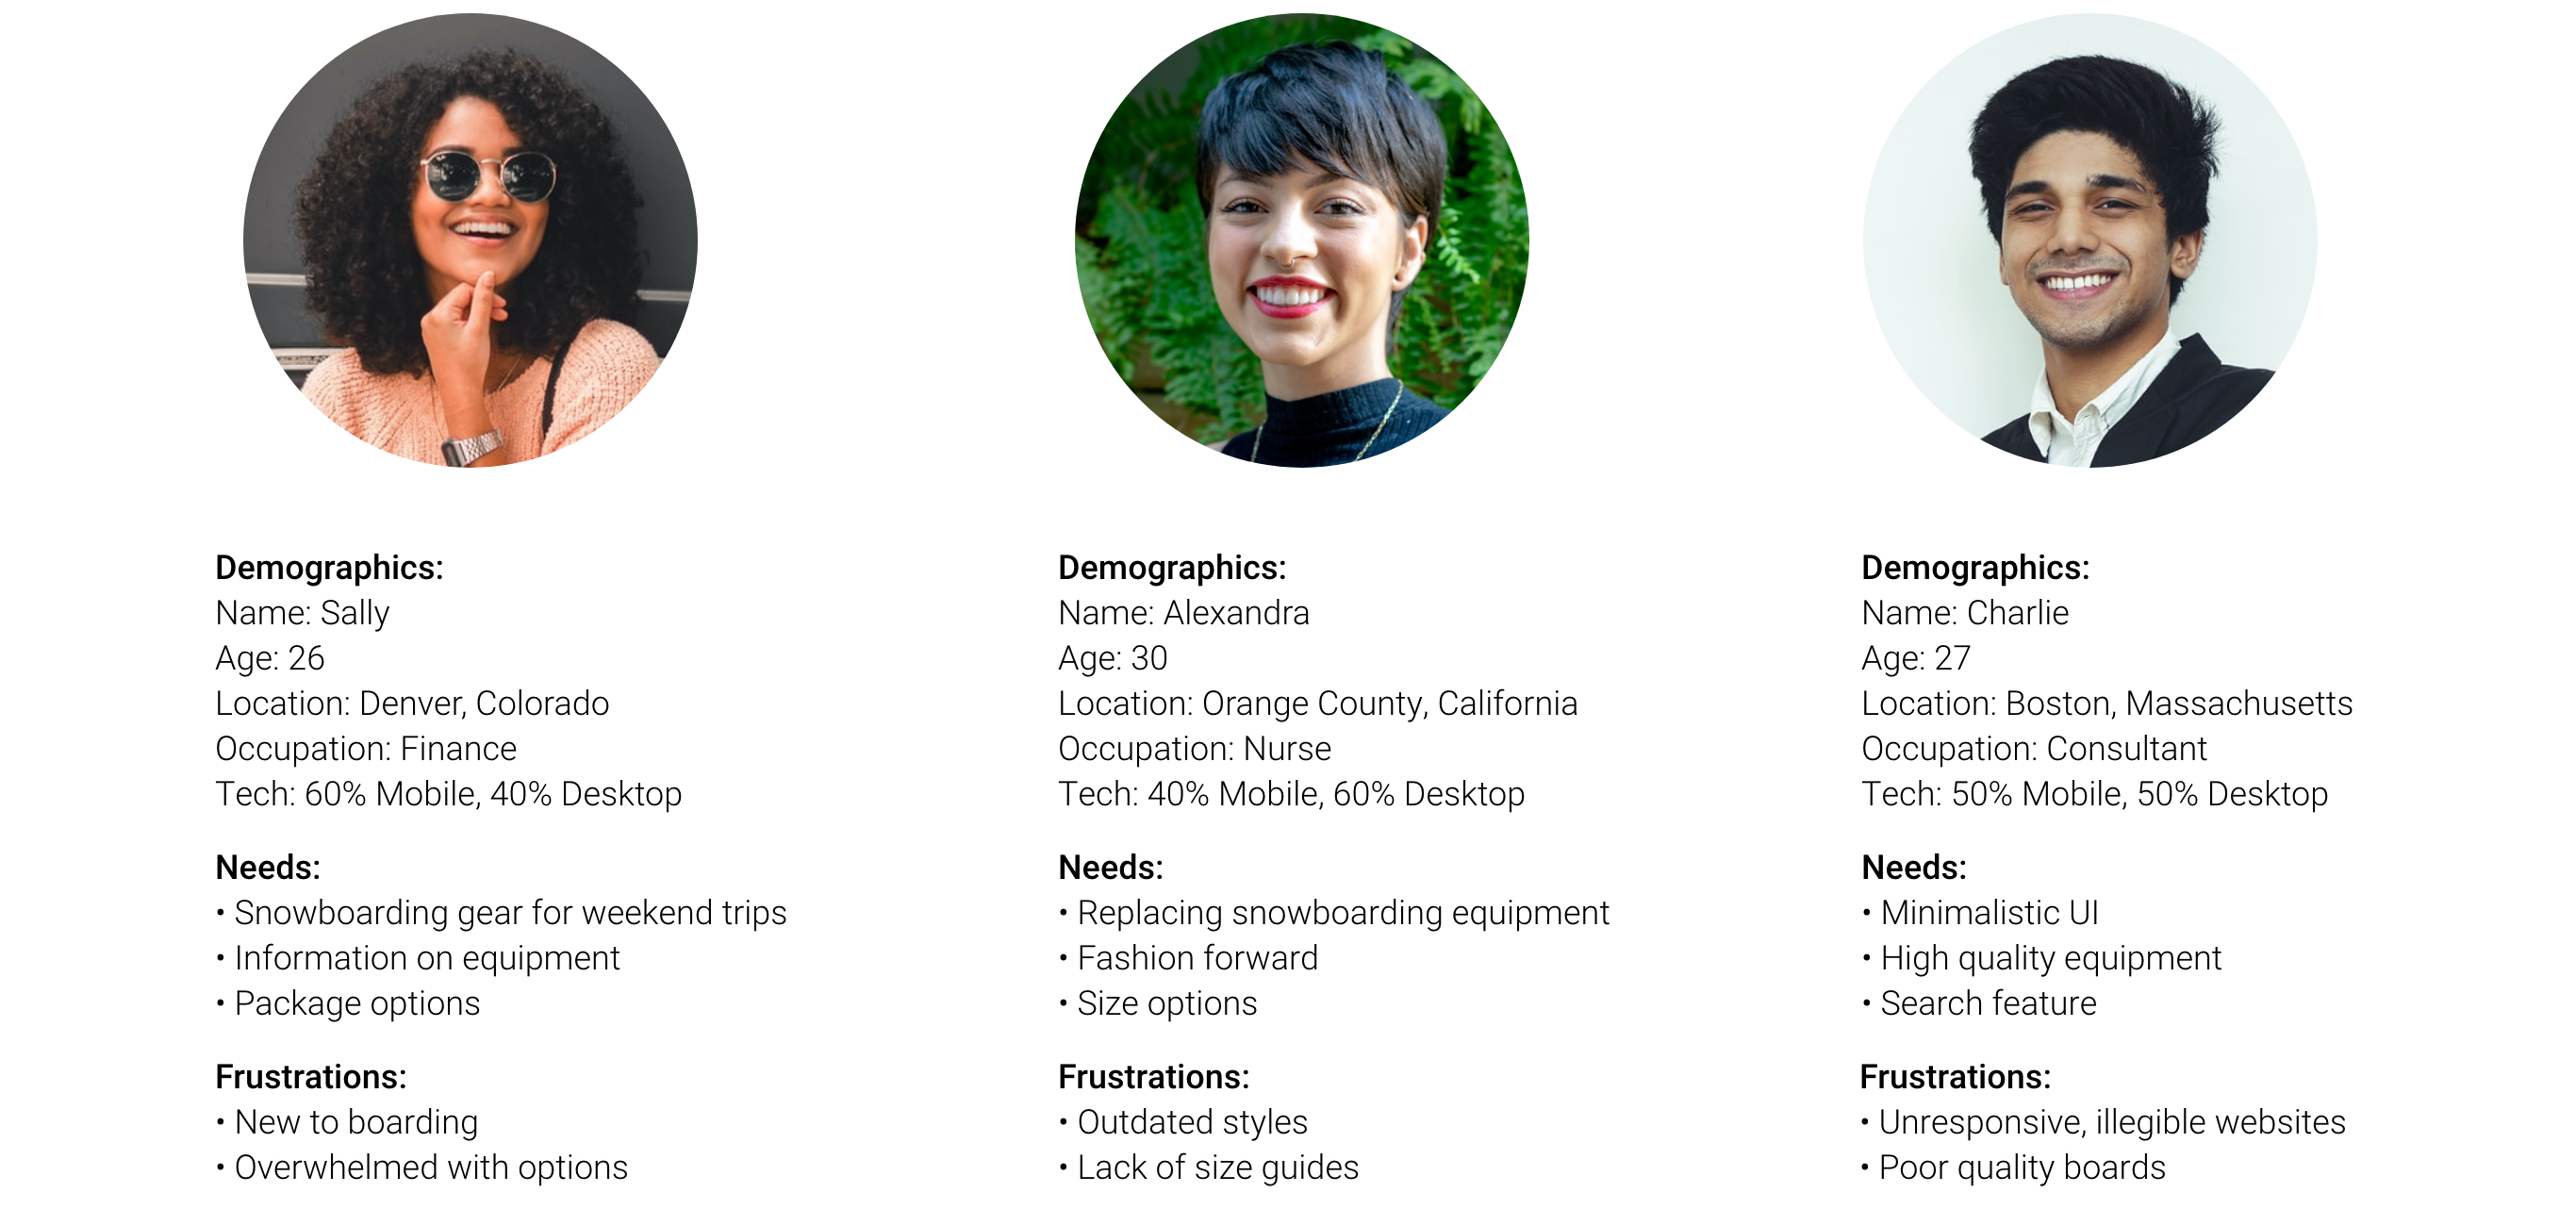 Demographics:
Name: Sally
Age: 26
Location: Denver, Colorado
Occupation: Finance
Tech: 60% Mobile, 40% Desktop
Needs:
• Snowboarding gear for weekend trips
• Information on equipment
• Package options
Frustrations:
• New to boarding
• Overwhelmed with options
Demographics:
Name: Alexandra
Age: 30
Location: Orange County, California
Occupation: Nurse
Tech: 40% Mobile, 60% Desktop
Needs:
• Replacing snowboarding equipment
• Fashion forward
• Size options
Frustrations:
• Outdated styles
• Lack of size guides
Demographics:
Name: Charlie
Age: 27
Location: Boston, Massachusetts
Occupation: Consultant
Tech: 50% Mobile, 50% Desktop
Needs:
• Minimalistic UI
• High quality equipment
• Search feature
Frustrations:
• Unresponsive, illegible websites
• Poor quality boards